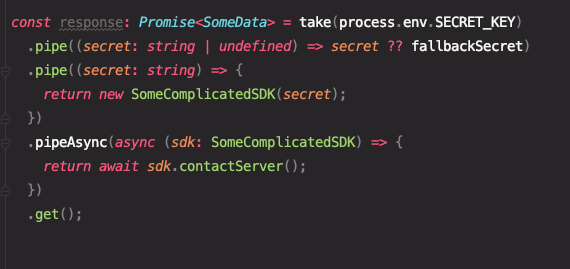 const response: Promise<SomeData> = take(process.env.SECRET_KEY)
.pipe((secret: string | undefined) => secret ?? fallbackSecret)
.pipe((secret: string) => {
return new SomeComplicatedSDK(secret);
})
.pipeAsync(async (sdk: SomeComplicatedSDK) => {
return await sdk.contactServer();
})
.get();